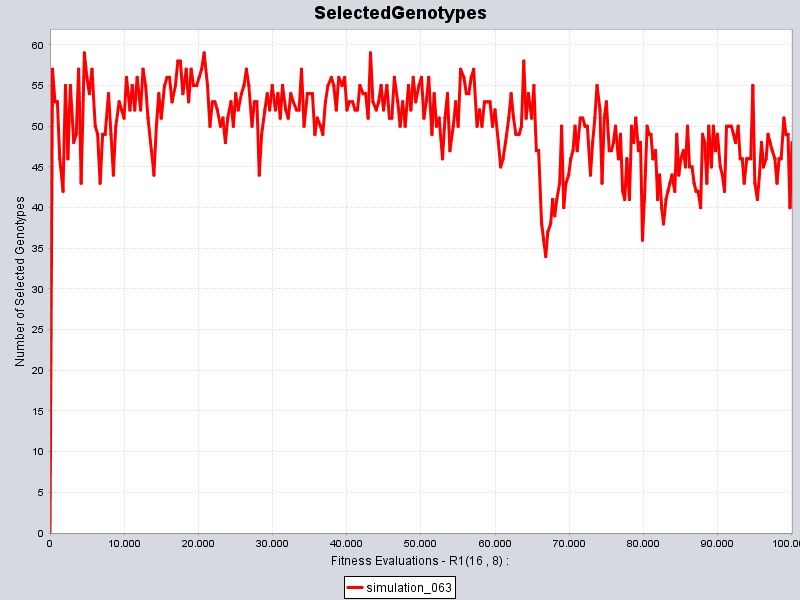 SelectedGenotypes
60
55
50
45
40
35
30
25
20
15
10
5
0
Number of Selected Genotypes
0 10.000 20.000 30.000 40.000 50.000 60.000 70.000 80.000 90.000 100.00
Fitness Evaluations - R1(16 , 8) :
simulation_063